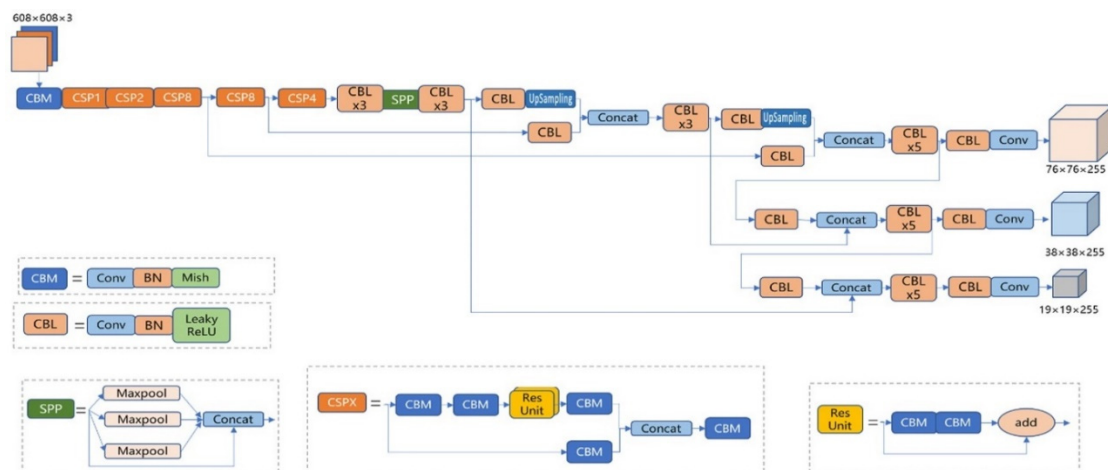 608×608×3
CBM CSP1 CSP2 CSP8 CSP8 CSP4 CBL x3 SPP CBL x3 CBL UpSampling
CBL Concat CBL x3 CBL UpSampling
CBL Concat CBL x5 CBL Conv
76×76×255
CBL Concat CBL x5 CBL Conv
38×38×255
CBL Concat CBL x5 CBL Conv
19×19×255
CBM = Conv BN Mish
CBL = Conv BN Leaky ReLU
SPP = Maxpool Maxpool Maxpool Concat
CSPX = CBM CBM Res Unit CBM CBM Concat CBM
Res Unit = CBM CBM add